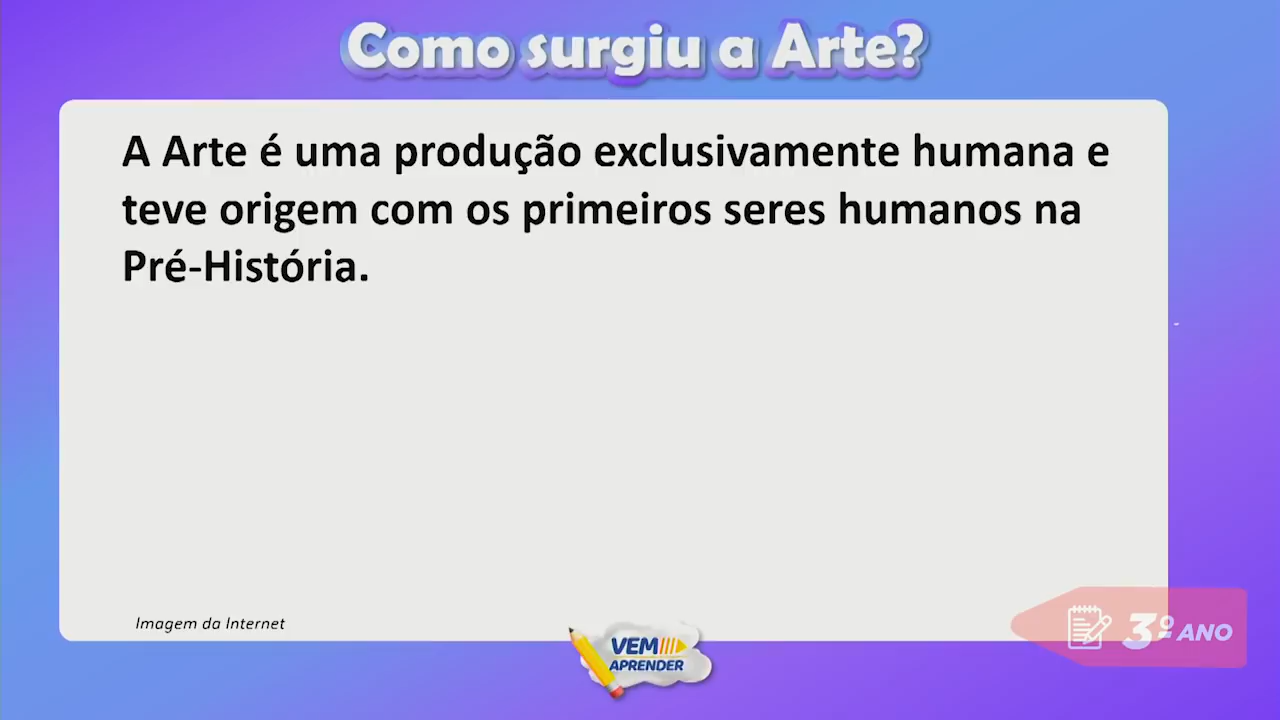 Como surgiu a Arte?
A Arte é uma produção exclusivamente humana e
teve origem com os primeiros seres humanos na
Pré-História.
Imagem da Internet
VEM
APRENDER
3º ANO